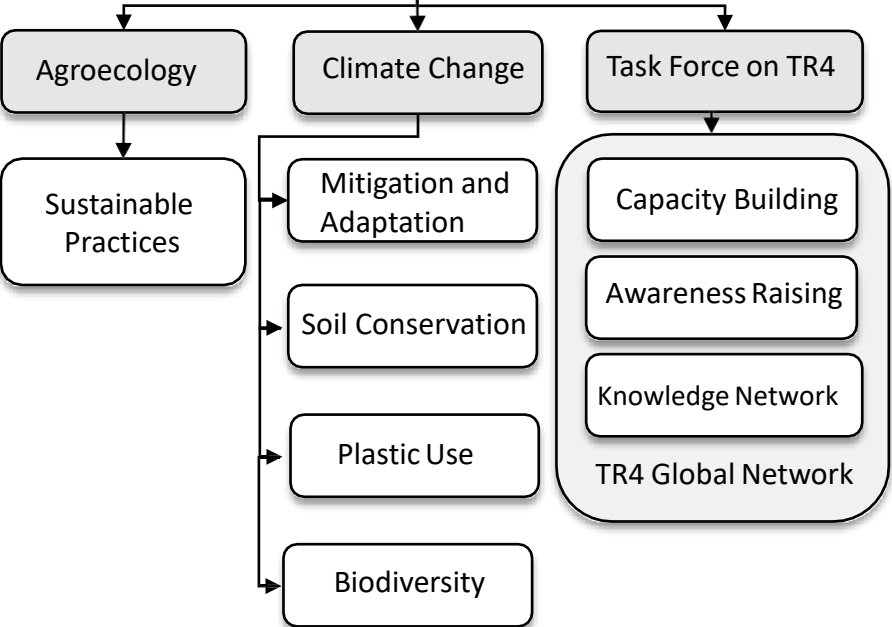 Agroecology
Climate Change
Task Force on TR4
Sustainable
Practices
Mitigation and
Adaptation
Soil Conservation
Plastic Use
Biodiversity
Capacity Building
Awareness Raising
Knowledge Network
TR4 Global Network